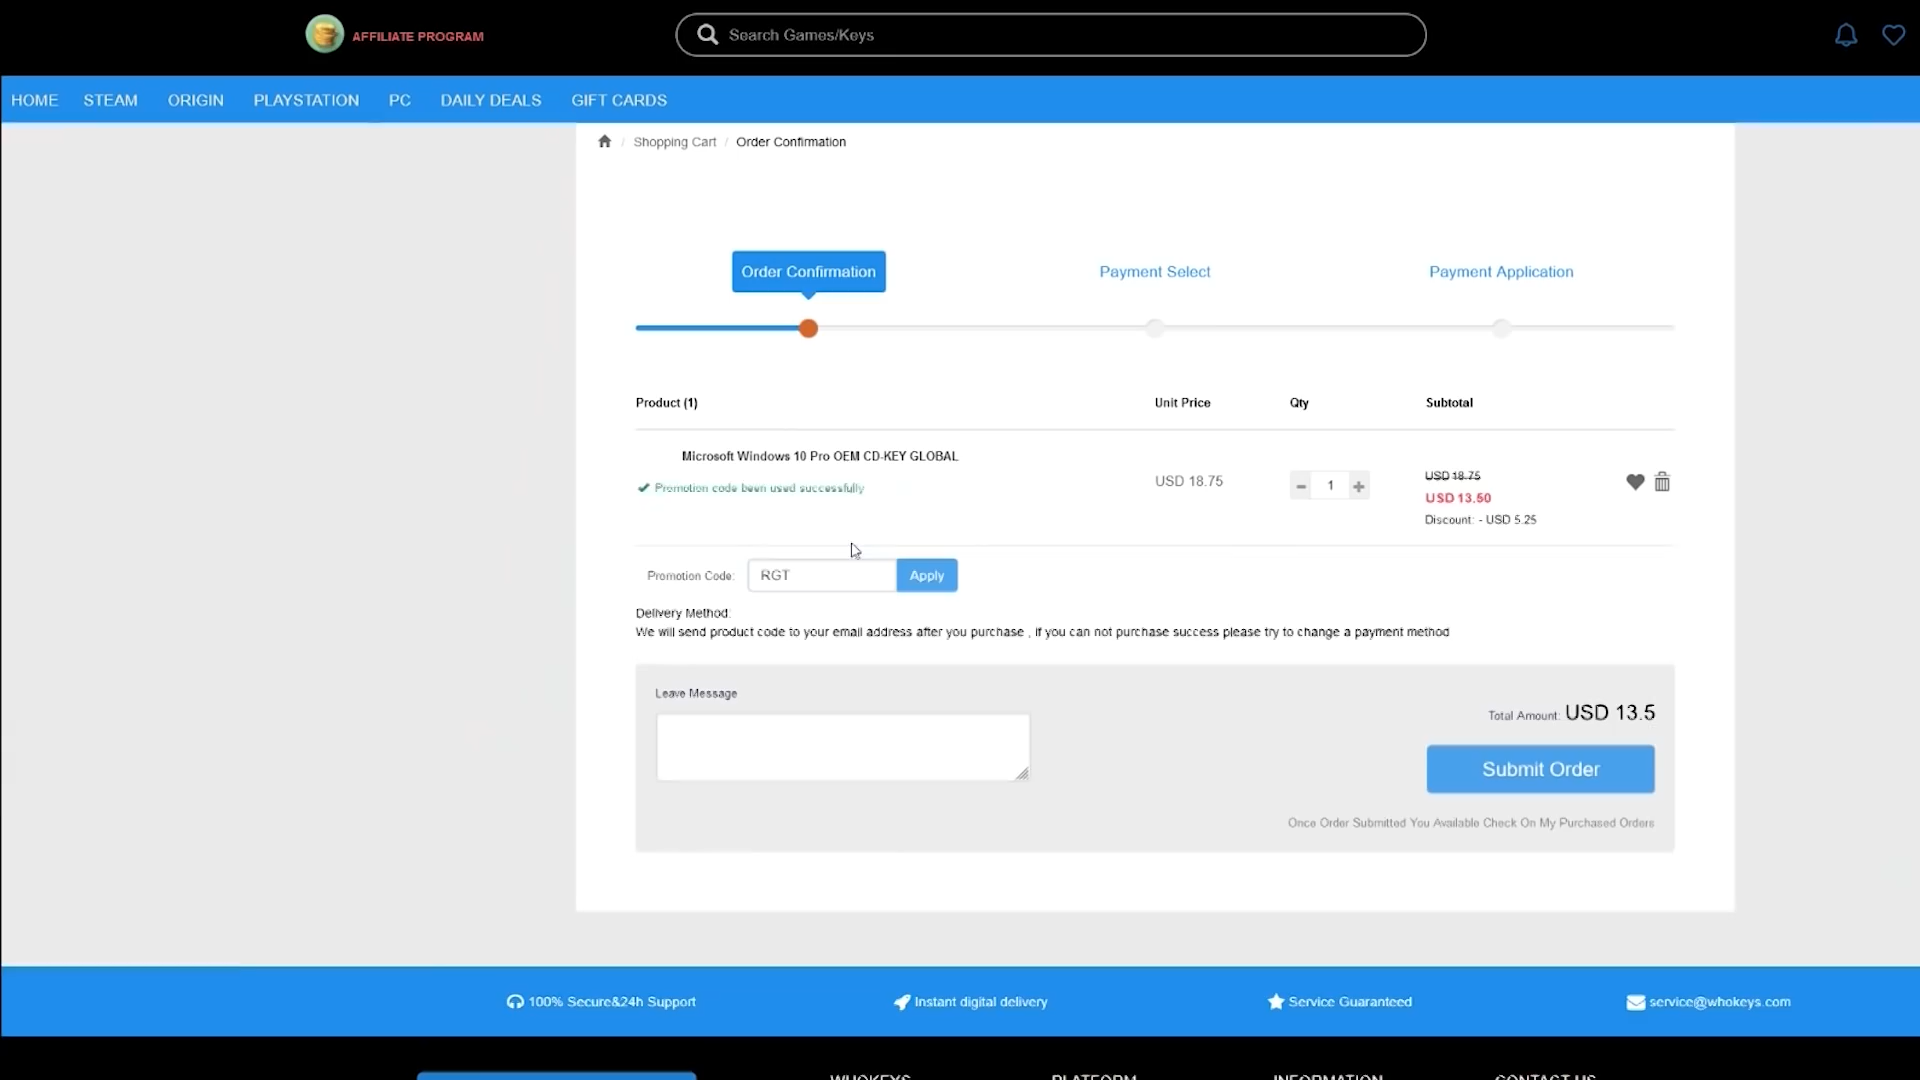 AFFILIATE PROGRAM
Search Games/Keys
HOME STEAM ORIGIN PLAYSTATION PC DAILY DEALS GIFT CARDS
/ Shopping Cart / Order Confirmation
Order Confirmation Payment Select Payment Application
Product (1) Unit Price Qty Subtotal
Microsoft Windows 10 Pro OEM CD-KEY GLOBAL
Promotion code been used successfully
USD 18.75
− 1 +
USD 18.75
USD 13.50
Discount: - USD 5.25
Promotion Code: RGT Apply
Delivery Method:
We will send product code to your email address after you purchase , if you can not purchase success please try to change a payment method
Leave Message
Total Amount: USD 13.5
Submit Order
Once Order Submitted You Available Check On My Purchased Orders
100% Secure&24h Support Instant digital delivery Service Guaranteed service@whokeys.com
WHOKEYS PLATFORM INFORMATION CONTACT US